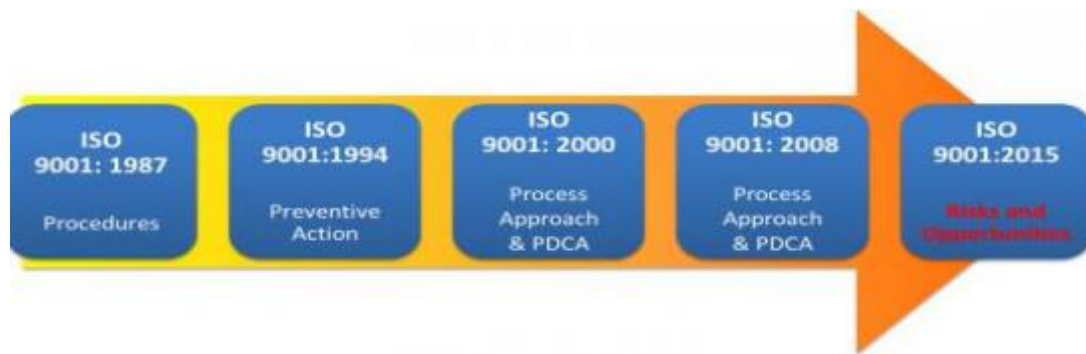 ISO
9001: 1987
Procedures
ISO
9001:1994
Preventive
Action
ISO
9001: 2000
Process
Approach
& PDCA
ISO
9001: 2008
Process
Approach
& PDCA
ISO
9001:2015
Risks and
Opportunities